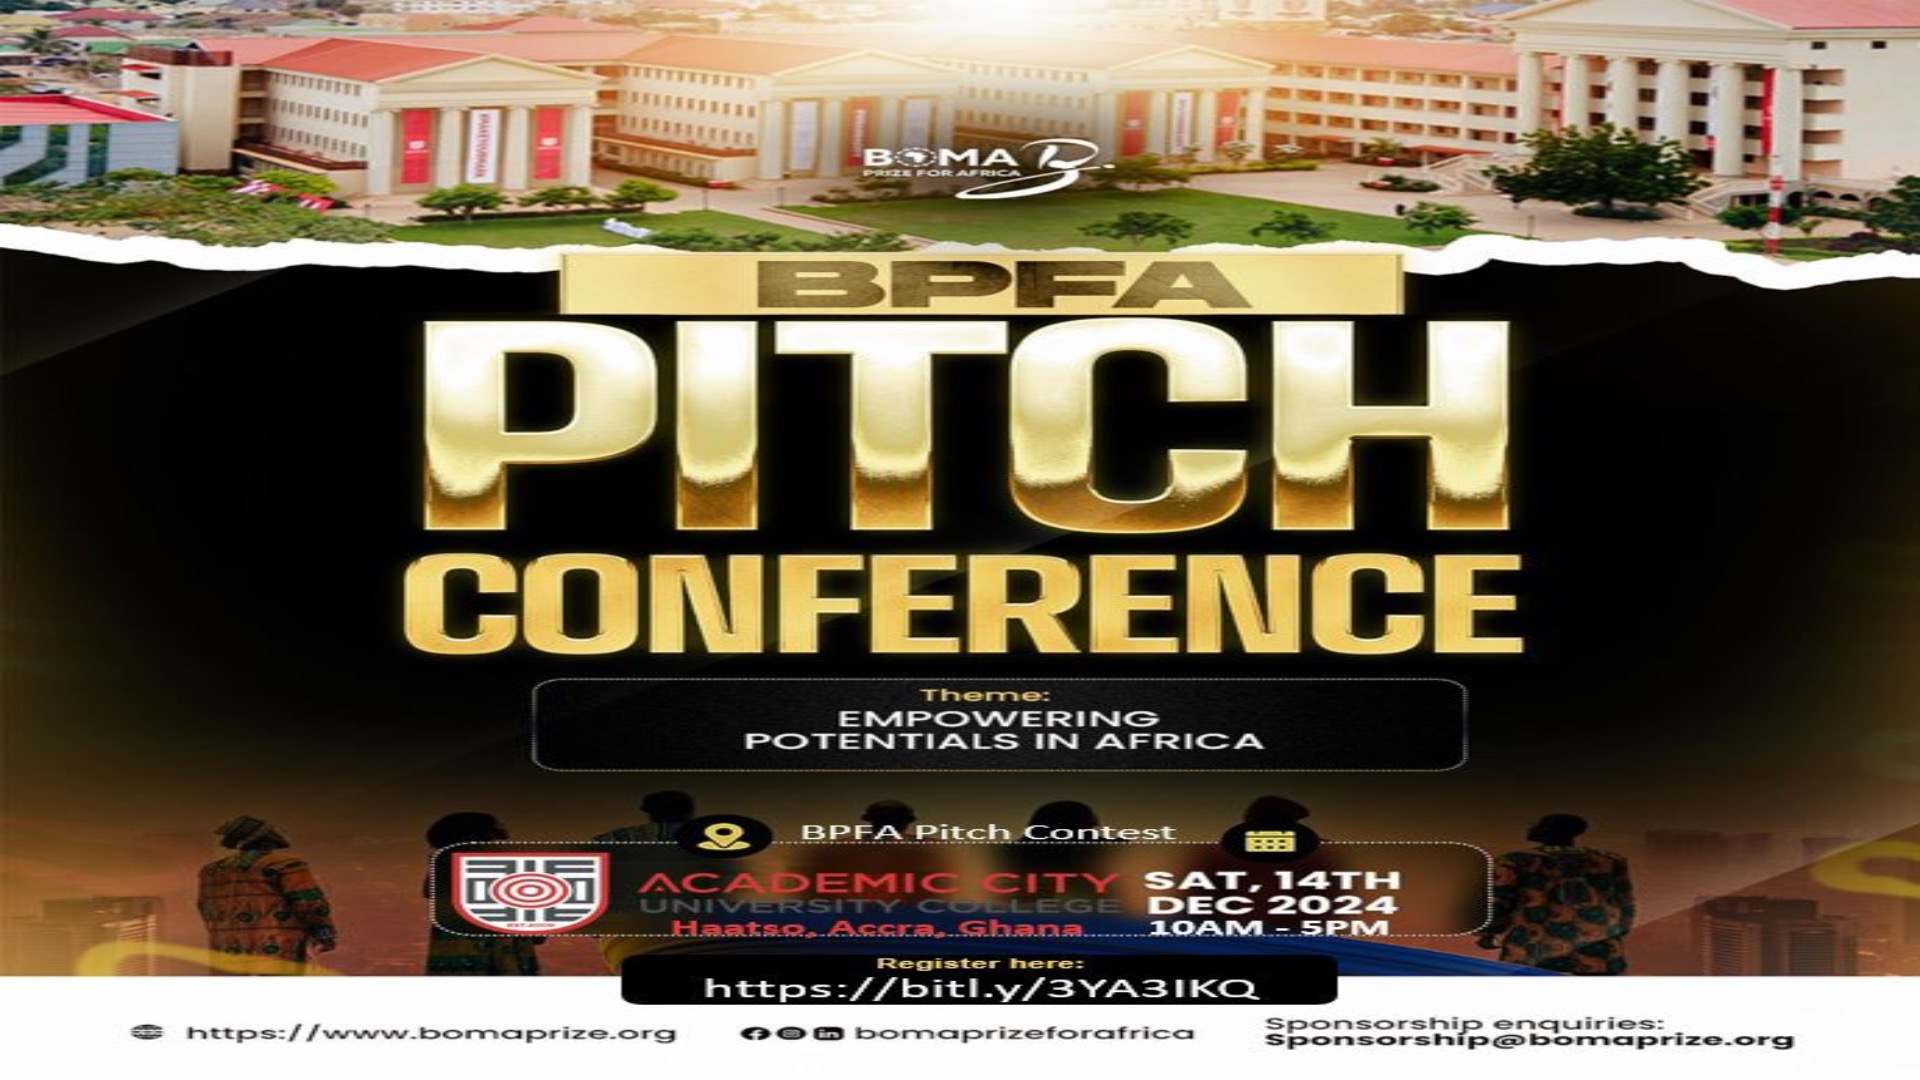 BOMA
PRIZE FOR AFRICA
BPFA
PITCH
CONFERENCE
Theme:
EMPOWERING
POTENTIALS IN AFRICA
BPFA Pitch Contest
ACADEMIC CITY
UNIVERSITY COLLEGE
Haatso, Accra, Ghana
SAT, 14TH
DEC 2024
10AM - 5PM
Register here:
https://bitl.y/3YA3IKQ
https://www.bomaprize.org
bomaprizeforafrica
Sponsorship enquiries:
Sponsorship@bomaprize.org